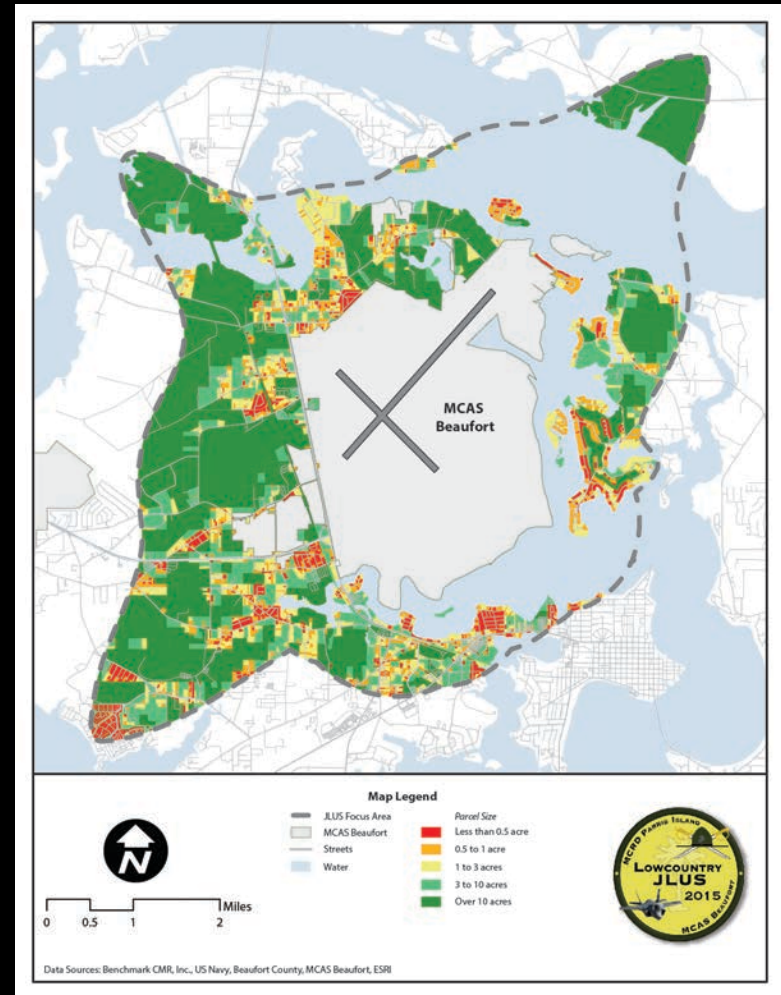 MCAS
Beaufort
Map Legend
JLUS Focus Area
MCAS Beaufort
Streets
Water
Parcel Size
Less than 0.5 acre
0.5 to 1 acre
1 to 3 acres
3 to 10 acres
Over 10 acres
N
Miles
0 0.5 1 2
MCRD Parris Island
Lowcountry
JLUS
2015
MCAS Beaufort
Data Sources: Benchmark CMR, Inc., US Navy, Beaufort County, MCAS Beaufort, ESRI